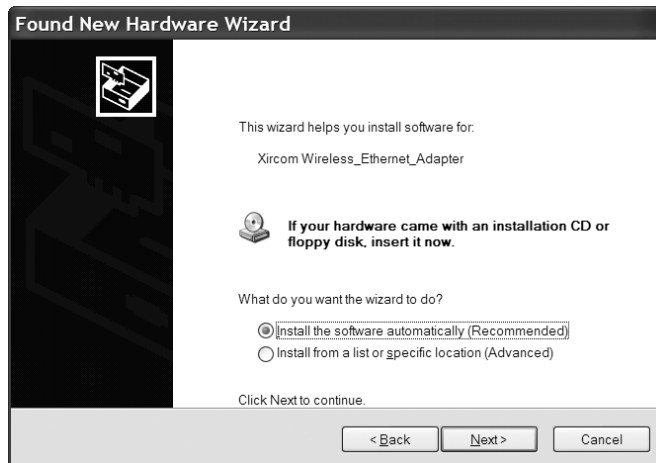 Found New Hardware Wizard
This wizard helps you install software for:
Xircom Wireless_Ethernet_Adapter
If your hardware came with an installation CD or
floppy disk, insert it now.
What do you want the wizard to do?
Install the software automatically (Recommended)
Install from a list or specific location (Advanced)
Click Next to continue.
< Back
Next >
Cancel